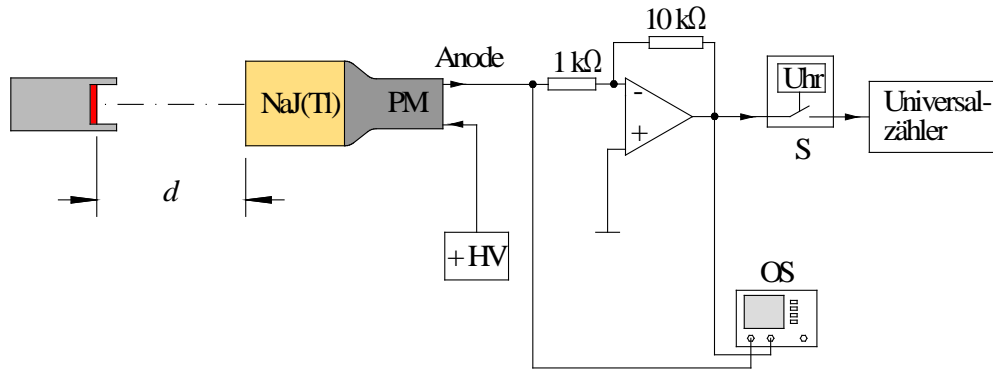 10 kΩ
Anode
1 kΩ
Uhr
NaJ(Tl)
PM
-
+
Universal-
zähler
S
d
+ HV
OS